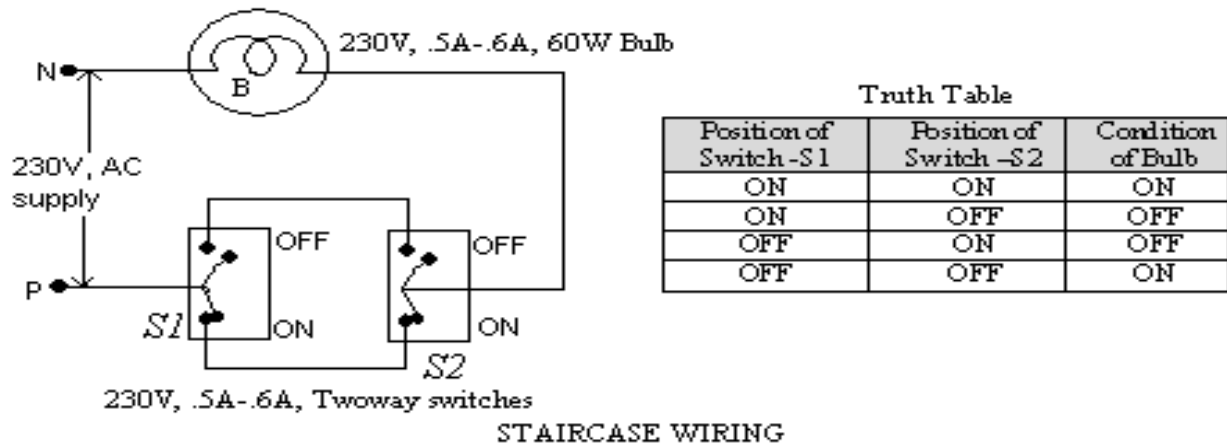 230V, .5A-.6A, 60W Bulb
N
B
230V, AC
supply
P
OFF
OFF
S1
ON
ON
S2
230V, .5A-.6A, Twoway switches
Truth Table
Position of Switch -S1 Position of Switch –S2 Condition of Bulb
ON ON ON
ON OFF OFF
OFF ON OFF
OFF OFF ON
STAIRCASE WIRING